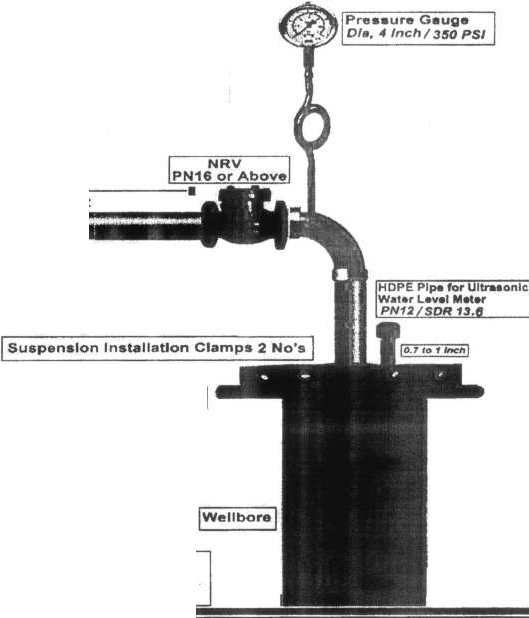 Pressure Gauge
Dia, 4 Inch / 350 PSI
NRV
PN16 or Above
HDPE Pipe for Ultrasonic
Water Level Meter
PN12 / SDR 13.6
Suspension Installation Clamps 2 No's
0.7 to 1 Inch
Wellbore